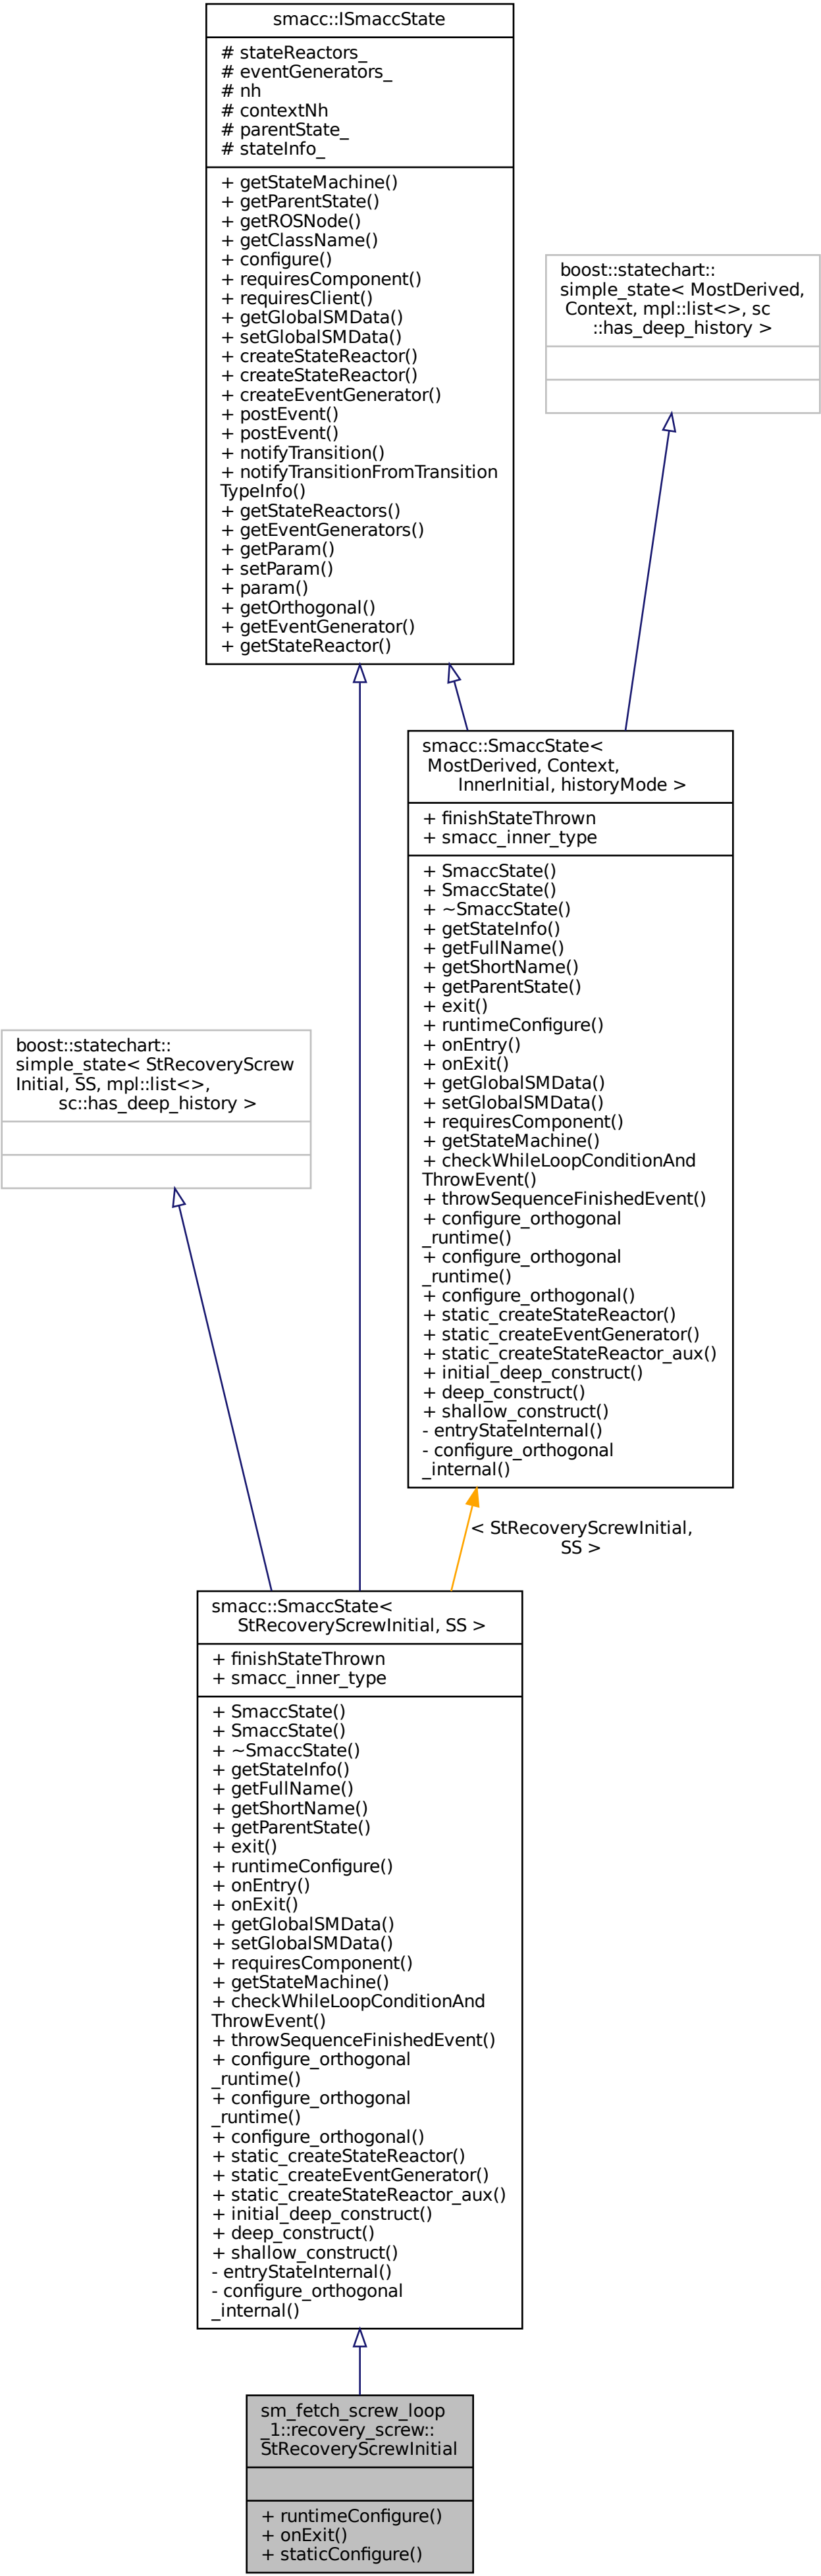 smacc::ISmaccState
# stateReactors_
# eventGenerators_
# nh
# contextNh
# parentState_
# stateInfo_
+ getStateMachine()
+ getParentState()
+ getROSNode()
+ getClassName()
+ configure()
+ requiresComponent()
+ requiresClient()
+ getGlobalSMData()
+ setGlobalSMData()
+ createStateReactor()
+ createStateReactor()
+ createEventGenerator()
+ postEvent()
+ postEvent()
+ notifyTransition()
+ notifyTransitionFromTransition
TypeInfo()
+ getStateReactors()
+ getEventGenerators()
+ getParam()
+ setParam()
+ param()
+ getOrthogonal()
+ getEventGenerator()
+ getStateReactor()
boost::statechart::
simple_state< MostDerived,
Context, mpl::list<>, sc
::has_deep_history >
smacc::SmaccState<
MostDerived, Context,
InnerInitial, historyMode >
+ finishStateThrown
+ smacc_inner_type
+ SmaccState()
+ SmaccState()
+ ~SmaccState()
+ getStateInfo()
+ getFullName()
+ getShortName()
+ getParentState()
+ exit()
+ runtimeConfigure()
+ onEntry()
+ onExit()
+ getGlobalSMData()
+ setGlobalSMData()
+ requiresComponent()
+ getStateMachine()
+ checkWhileLoopConditionAnd
ThrowEvent()
+ throwSequenceFinishedEvent()
+ configure_orthogonal
_runtime()
+ configure_orthogonal
_runtime()
+ configure_orthogonal()
+ static_createStateReactor()
+ static_createEventGenerator()
+ static_createStateReactor_aux()
+ initial_deep_construct()
+ deep_construct()
+ shallow_construct()
- entryStateInternal()
- configure_orthogonal
_internal()
boost::statechart::
simple_state< StRecoveryScrew
Initial, SS, mpl::list<>,
sc::has_deep_history >
< StRecoveryScrewInitial,
SS >
smacc::SmaccState<
StRecoveryScrewInitial, SS >
+ finishStateThrown
+ smacc_inner_type
+ SmaccState()
+ SmaccState()
+ ~SmaccState()
+ getStateInfo()
+ getFullName()
+ getShortName()
+ getParentState()
+ exit()
+ runtimeConfigure()
+ onEntry()
+ onExit()
+ getGlobalSMData()
+ setGlobalSMData()
+ requiresComponent()
+ getStateMachine()
+ checkWhileLoopConditionAnd
ThrowEvent()
+ throwSequenceFinishedEvent()
+ configure_orthogonal
_runtime()
+ configure_orthogonal
_runtime()
+ configure_orthogonal()
+ static_createStateReactor()
+ static_createEventGenerator()
+ static_createStateReactor_aux()
+ initial_deep_construct()
+ deep_construct()
+ shallow_construct()
- entryStateInternal()
- configure_orthogonal
_internal()
sm_fetch_screw_loop
_1::recovery_screw::
StRecoveryScrewInitial
+ runtimeConfigure()
+ onExit()
+ staticConfigure()